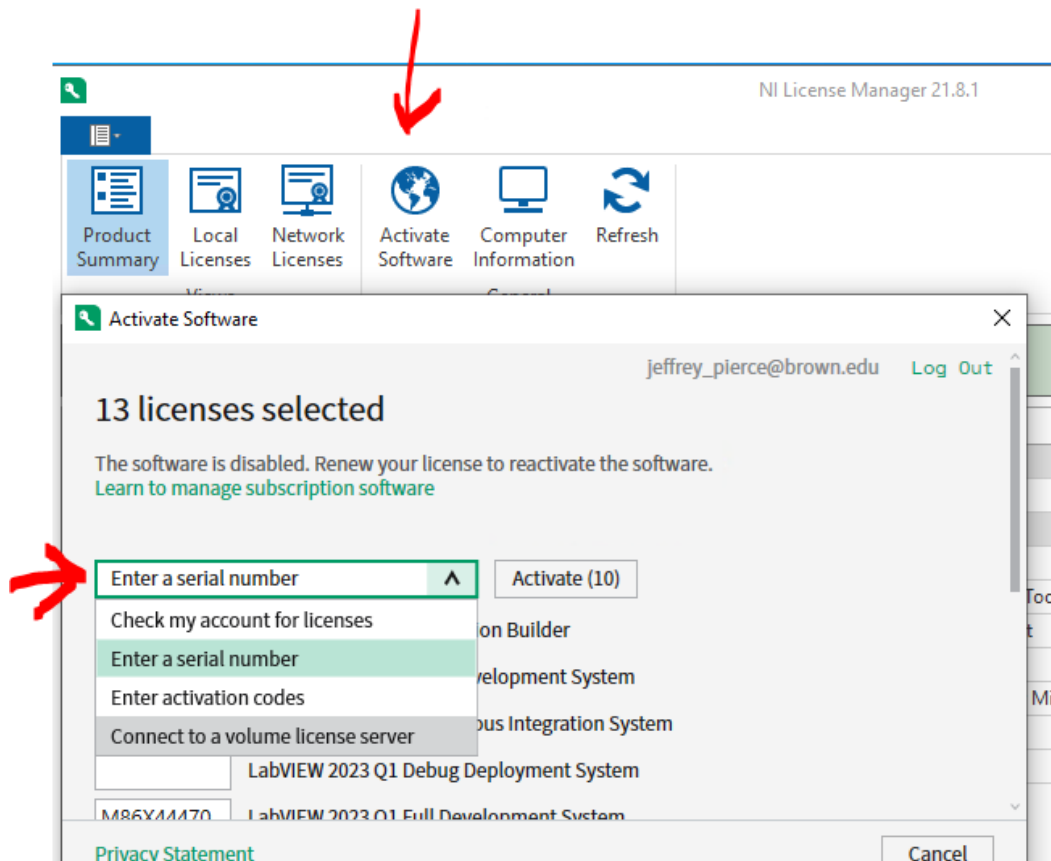 NI License Manager 21.8.1
Product Summary
Local Licenses
Network Licenses
Activate Software
Computer Information
Refresh
Views
General
Activate Software
jeffrey_pierce@brown.edu Log Out
13 licenses selected
The software is disabled. Renew your license to reactivate the software.
Learn to manage subscription software
Enter a serial number
Activate (10)
Check my account for licenses
ion Builder
Enter a serial number
velopment System
Enter activation codes
ous Integration System
Connect to a volume license server
LabVIEW 2023 Q1 Debug Deployment System
M86X44470 LabVIEW 2023 Q1 Full Development System
Privacy Statement
Cancel